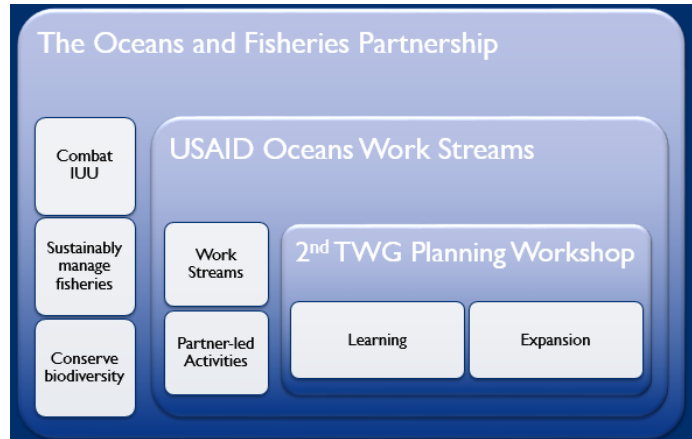 The Oceans and Fisheries Partnership
Combat
IUU
Sustainably
manage
fisheries
Conserve
biodiversity
USAID Oceans Work Streams
Work
Streams
Partner-led
Activities
2nd TWG Planning Workshop
Learning
Expansion